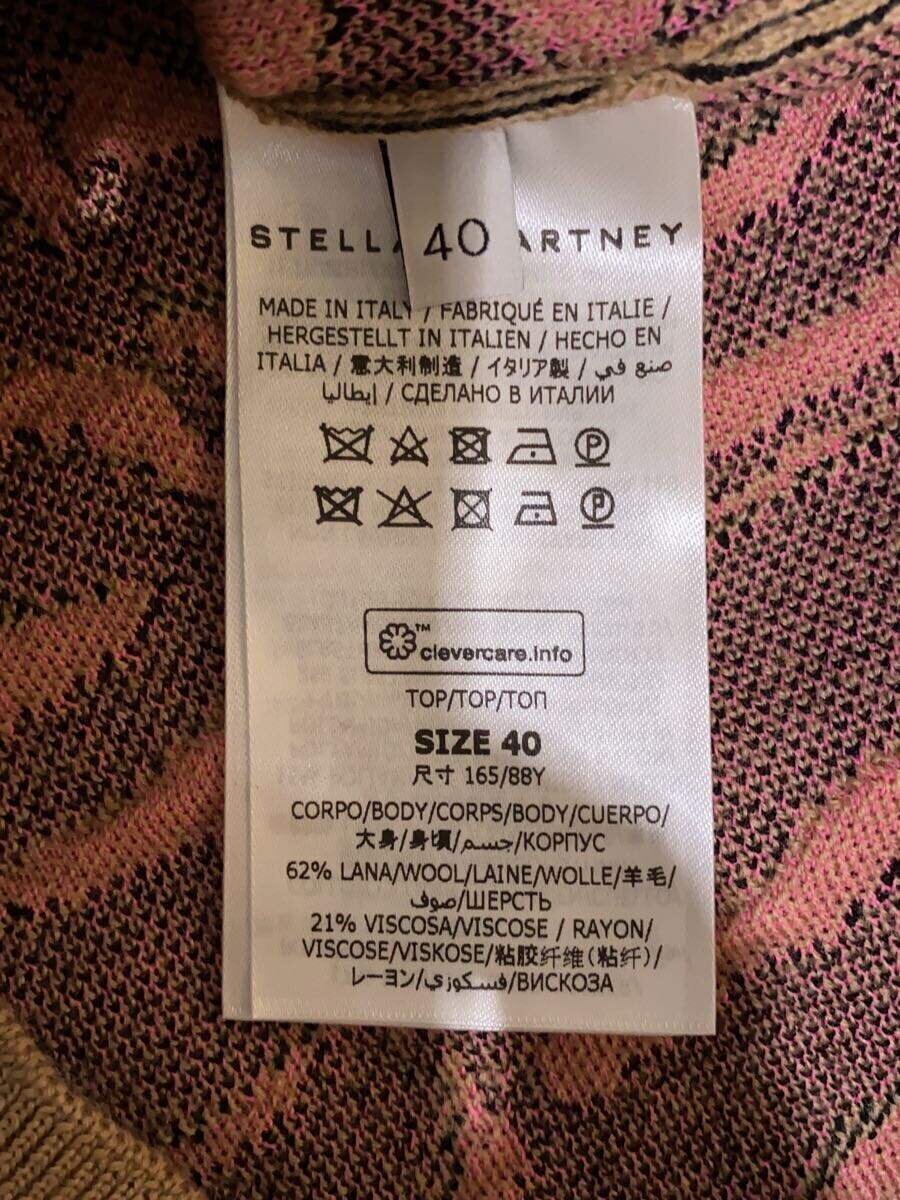 STELL
40
ARTNEY
MADE IN ITALY / FABRIQUÉ EN ITALIE /
HERGESTELLT IN ITALIEN / HECHO EN
ITALIA / 意大利制造 / イタリア製 / صنع في
إيطاليا / СДЕЛАНО В ИТАЛИИ
P
P
™
clevercare.info
TOP/TOP/ТОП
SIZE 40
尺寸 165/88Y
CORPO/BODY/CORPS/BODY/CUERPO/
大身/身頃/جسم/КОРПУС
62% LANA/WOOL/LAINE/WOLLE/羊毛/
صوف/ШЕРСТЬ
21% VISCOSA/VISCOSE / RAYON/
VISCOSE/VISKOSE/粘胶纤维(粘纤)/
レーヨン/فسكوزي/ВИСКОЗА